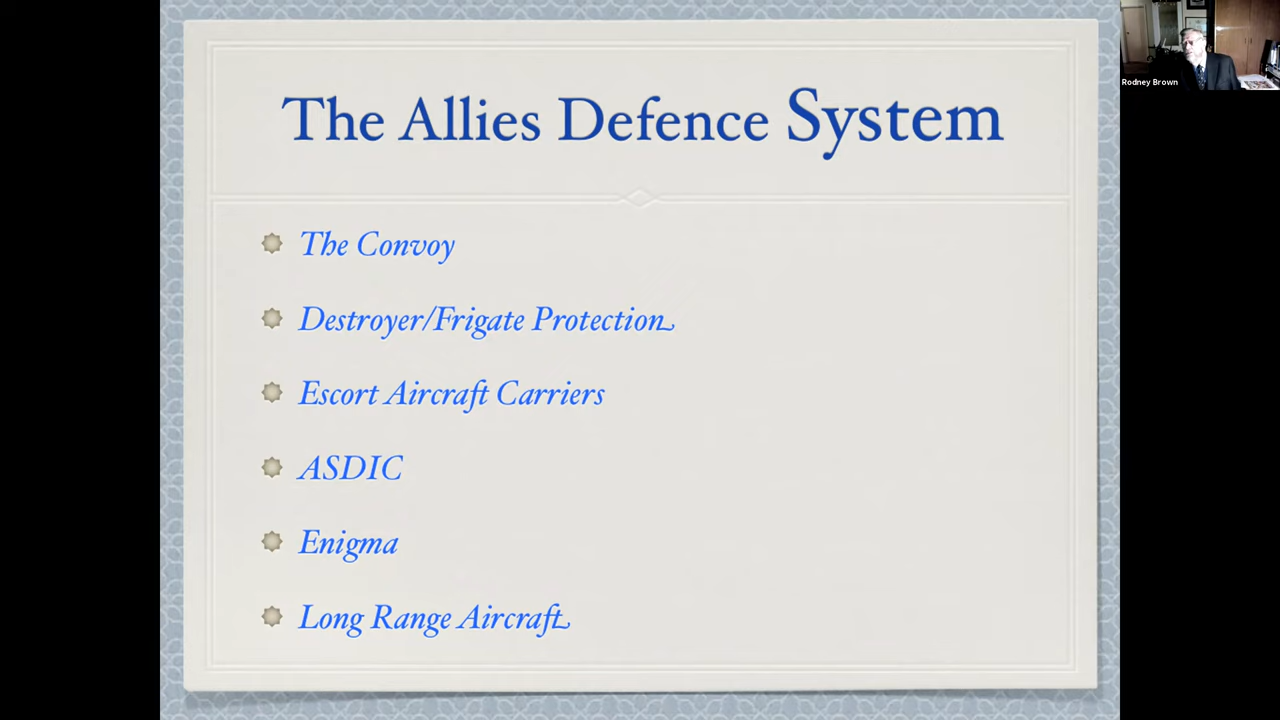 The Allies Defence System
The Convoy
Destroyer/Frigate Protection
Escort Aircraft Carriers
ASDIC
Enigma
Long Range Aircraft
Rodney Brown